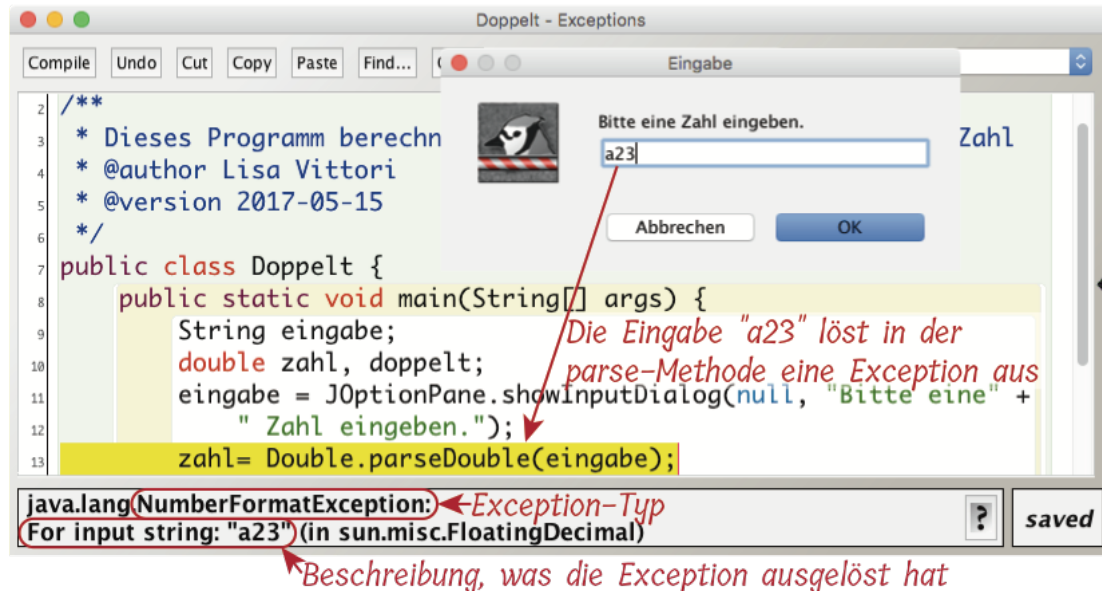 Doppelt - Exceptions
Compile Undo Cut Copy Paste Find...
Eingabe
Bitte eine Zahl eingeben.
a23
Abbrechen OK
2 /**
3 * Dieses Programm berechn Zahl
4 * @author Lisa Vittori
5 * @version 2017-05-15
6 */
7 public class Doppelt {
8 public static void main(String[] args) {
9 String eingabe;
10 double zahl, doppelt;
11 eingabe = JOptionPane.showInputDialog(null, "Bitte eine" +
12 " Zahl eingeben.");
13 zahl= Double.parseDouble(eingabe);
Die Eingabe "a23" löst in der
parse-Methode eine Exception aus
java.lang.NumberFormatException:
Exception-Typ
For input string: "a23" (in sun.misc.FloatingDecimal)
?
saved
Beschreibung, was die Exception ausgelöst hat